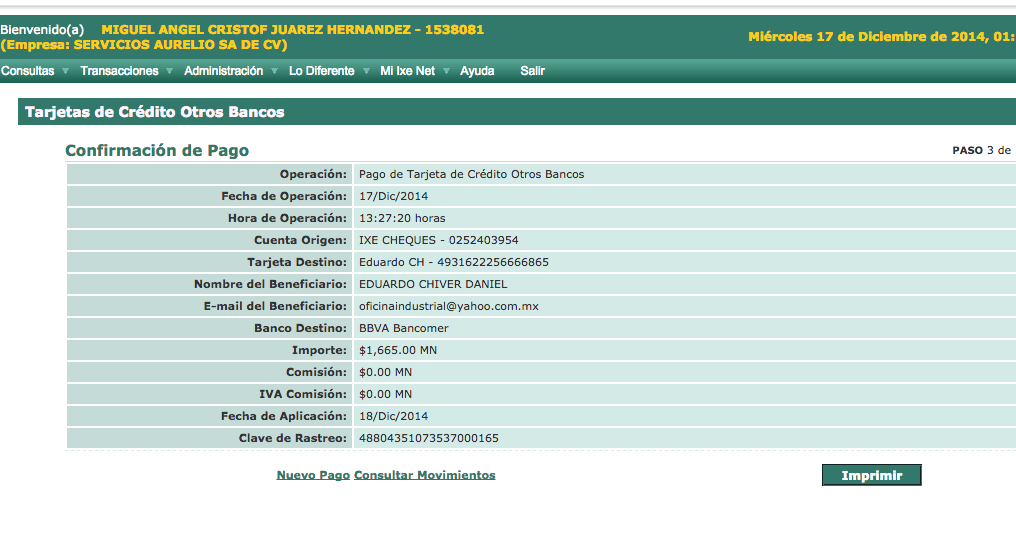 Bienvenido(a) MIGUEL ANGEL CRISTOF JUAREZ HERNANDEZ - 1538081
(Empresa: SERVICIOS AURELIO SA DE CV)
Miércoles 17 de Diciembre de 2014, 01:
Consultas Transacciones Administración Lo Diferente Mi Ixe Net Ayuda Salir
Tarjetas de Crédito Otros Bancos
Confirmación de Pago PASO 3 de
Operación: Pago de Tarjeta de Crédito Otros Bancos
Fecha de Operación: 17/Dic/2014
Hora de Operación: 13:27:20 horas
Cuenta Origen: IXE CHEQUES - 0252403954
Tarjeta Destino: Eduardo CH - 4931622256666865
Nombre del Beneficiario: EDUARDO CHIVER DANIEL
E-mail del Beneficiario: oficinaindustrial@yahoo.com.mx
Banco Destino: BBVA Bancomer
Importe: $1,665.00 MN
Comisión: $0.00 MN
IVA Comisión: $0.00 MN
Fecha de Aplicación: 18/Dic/2014
Clave de Rastreo: 48804351073537000165
Nuevo Pago Consultar Movimientos Imprimir